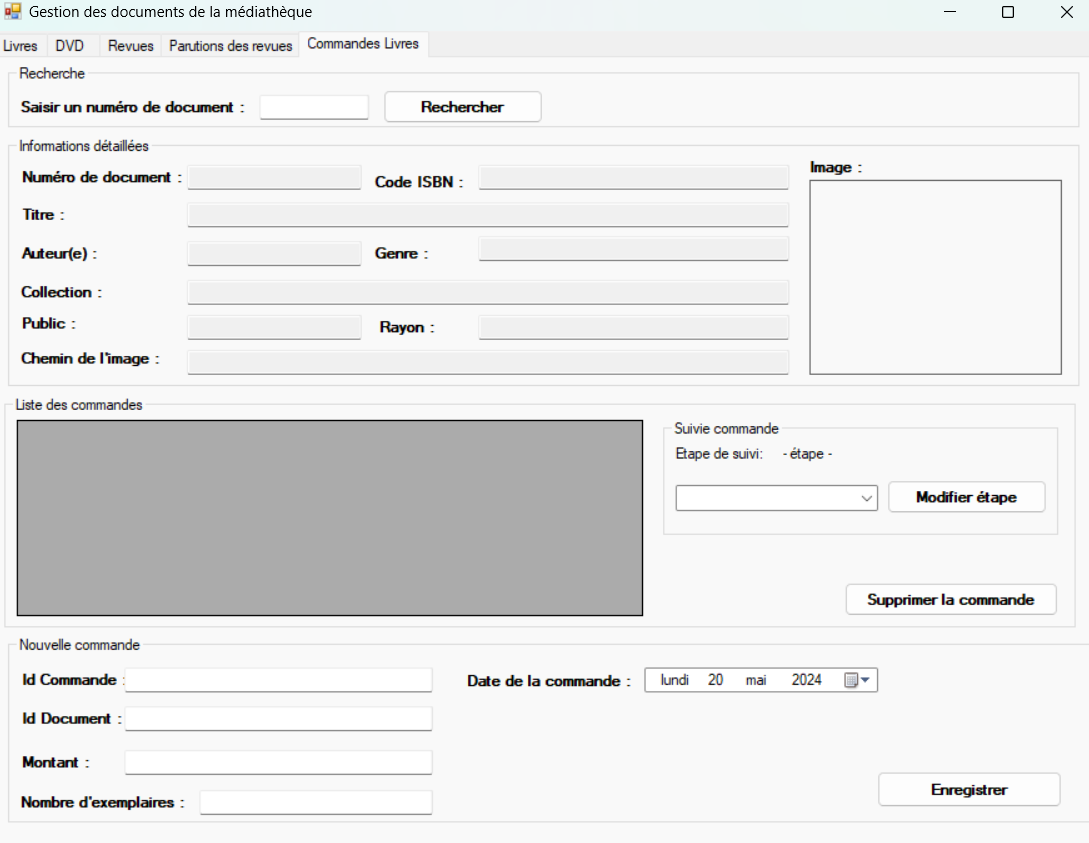 Gestion des documents de la médiathèque
Livres DVD Revues Parutions des revues Commandes Livres
Recherche
Saisir un numéro de document : Rechercher
Informations détaillées
Numéro de document : Code ISBN : Image :
Titre :
Auteur(e) : Genre :
Collection :
Public : Rayon :
Chemin de l'image :
Liste des commandes
Suivie commande
Etape de suivi: - étape -
Modifier étape
Supprimer la commande
Nouvelle commande
Id Commande : Date de la commande : lundi 20 mai 2024
Id Document :
Montant :
Nombre d'exemplaires :
Enregistrer